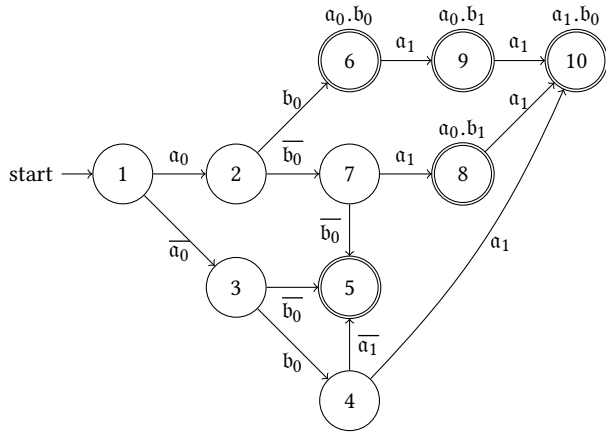 𝔞₀.𝔟₀ 𝔞₀.𝔟₁ 𝔞₁.𝔟₀
6 𝔞₁ 9 𝔞₁ 10
𝔟₀ 𝔞₁
𝔞₀.𝔟₁
start 1 𝔞₀ 2 𝔟₀̅ 7 𝔞₁ 8
𝔞₀̅ 𝔟₀̅ 𝔞₁
3 𝔟₀̅ 5
𝔟₀ 𝔞₁̅
4